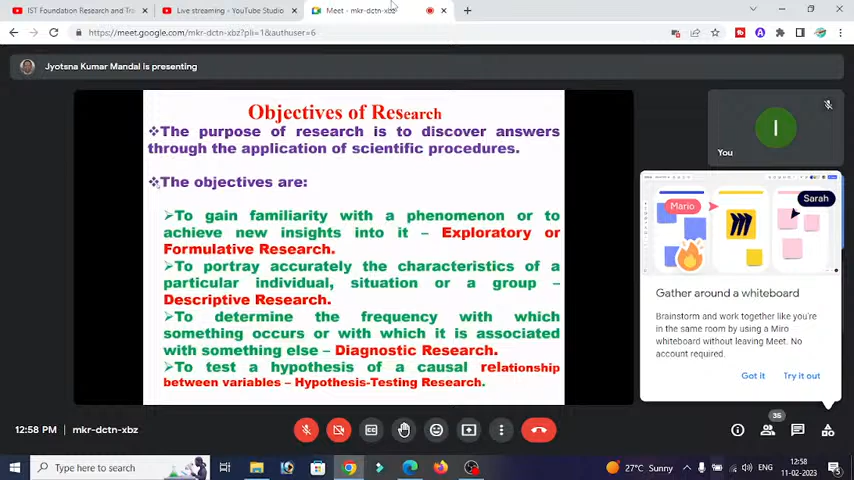 IST Foundation Research and Tra
Live streaming - YouTube Studio
Meet - mkr-dctn-xbz
https://meet.google.com/mkr-dctn-xbz?pli=1&authuser=6
Jyotsna Kumar Mandal is presenting
Objectives of Research
❖The purpose of research is to discover answers
through the application of scientific procedures.
❖The objectives are:
➢To gain familiarity with a phenomenon or to
achieve new insights into it – Exploratory or
Formulative Research.
➢To portray accurately the characteristics of a
particular individual, situation or a group –
Descriptive Research.
➢To determine the frequency with which
something occurs or with which it is associated
with something else – Diagnostic Research.
➢To test a hypothesis of a causal relationship
between variables – Hypothesis-Testing Research.
I
You
Mario
Sarah
Gather around a whiteboard
Brainstorm and work together like you're
in the same room by using a Miro
whiteboard without leaving Meet. No
account required.
Got it
Try it out
12:58 PM
mkr-dctn-xbz
36
Type here to search
27°C Sunny
ENG
12:58
11-02-2023